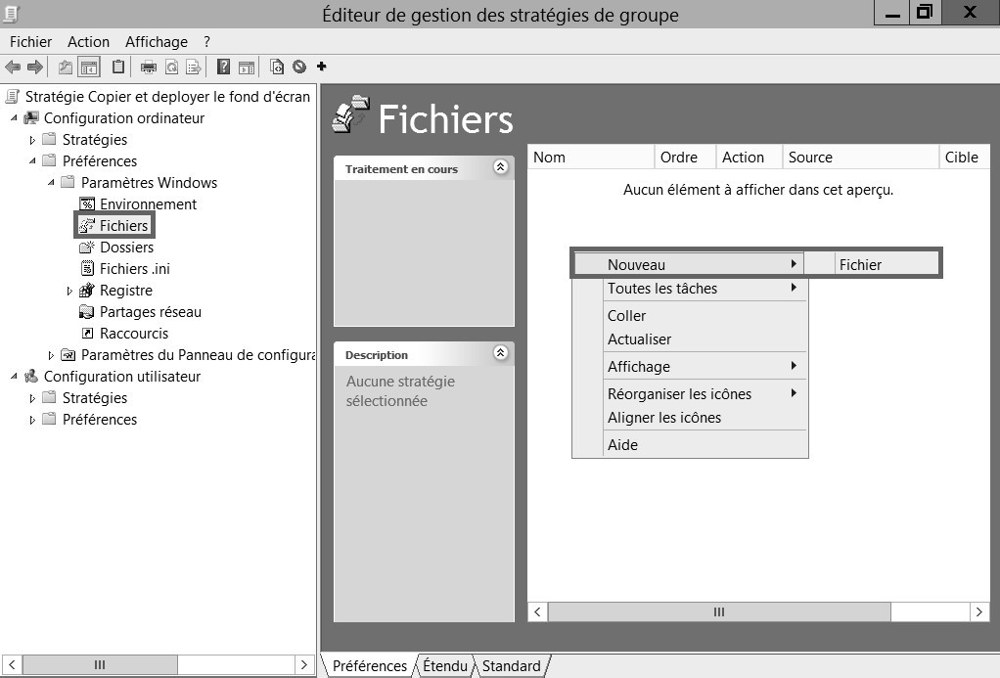 Éditeur de gestion des stratégies de groupe
Fichier Action Affichage ?
Stratégie Copier et deployer le fond d'écran
Configuration ordinateur
Stratégies
Préférences
Paramètres Windows
Environnement
Fichiers
Dossiers
Fichiers .ini
Registre
Partages réseau
Raccourcis
Paramètres du Panneau de configura
Configuration utilisateur
Stratégies
Préférences
Fichiers
Traitement en cours
Description
Aucune stratégie
sélectionnée
Nom Ordre Action Source Cible
Aucun élément à afficher dans cet aperçu.
Nouveau Fichier
Toutes les tâches
Coller
Actualiser
Affichage
Réorganiser les icônes
Aligner les icônes
Aide
Préférences Étendu Standard